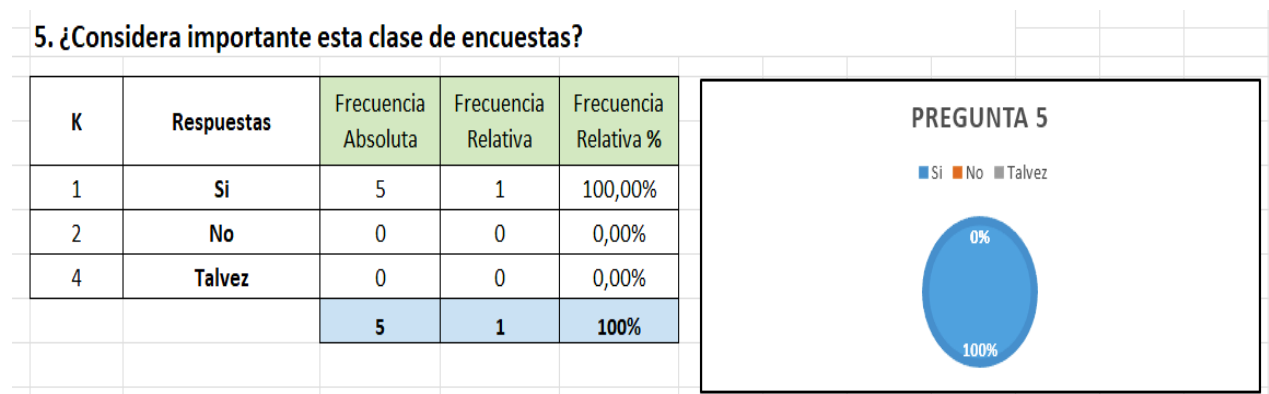 5. ¿Considera importante esta clase de encuestas?
K Respuestas Frecuencia Absoluta Frecuencia Relativa Frecuencia Relativa %
1 Si 5 1 100,00%
2 No 0 0 0,00%
4 Talvez 0 0 0,00%
5 1 100%
PREGUNTA 5
Si No Talvez
0%
100%